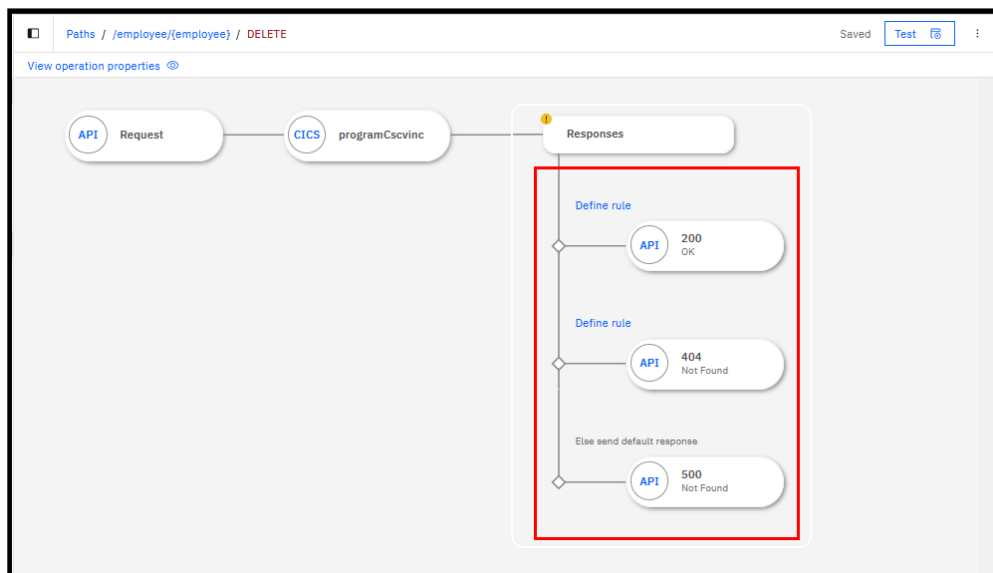 Paths / /employee/{employee} / DELETE
Saved
Test
View operation properties
API Request
CICS programCscvinc
! Responses
Define rule
API 200
OK
Define rule
API 404
Not Found
Else send default response
API 500
Not Found